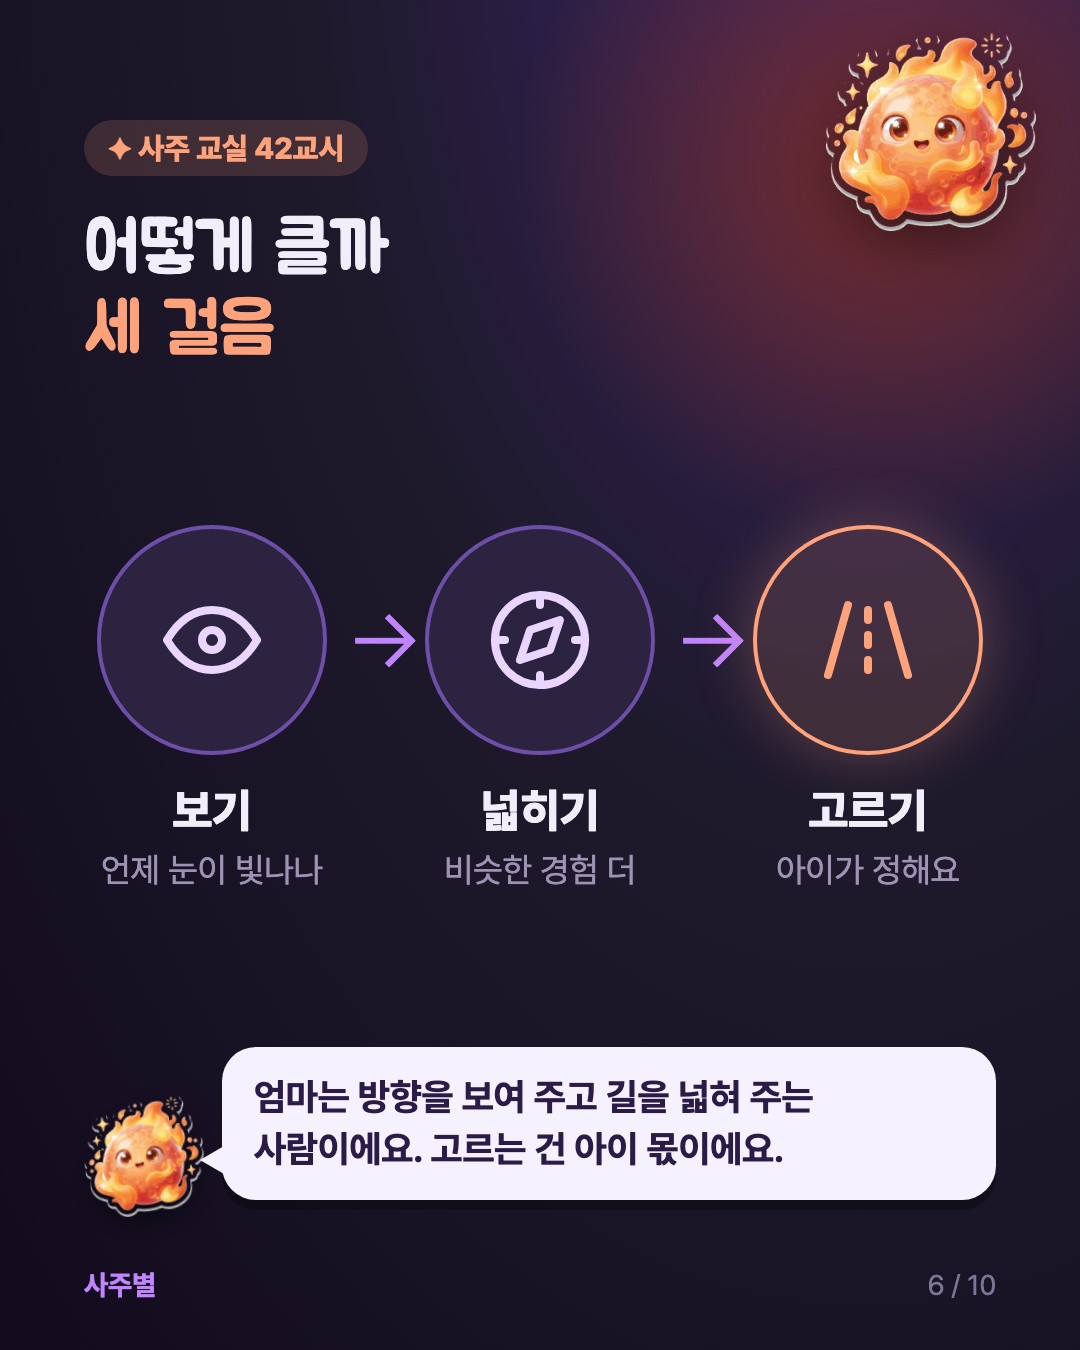 사주 교실 42교시
어떻게 클까
세 걸음
보기
언제 눈이 빛나나
넓히기
비슷한 경험 더
고르기
아이가 정해요
엄마는 방향을 보여 주고 길을 넓혀 주는
사람이에요. 고르는 건 아이 몫이에요.
사주별
6 / 10